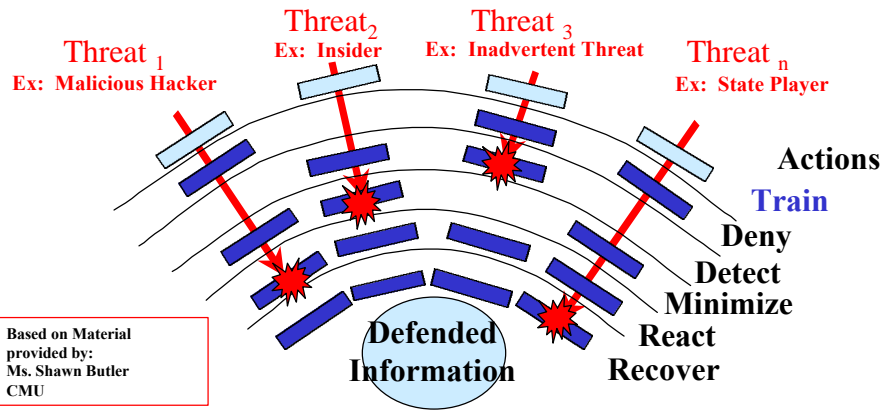 Threat 1
Ex: Malicious Hacker
Threat2
Ex: Insider
Threat 3
Ex: Inadvertent Threat
Threat n
Ex: State Player
Actions
Train
Deny
Detect
Minimize
React
Recover
Defended
Information
Based on Material
provided by:
Ms. Shawn Butler
CMU